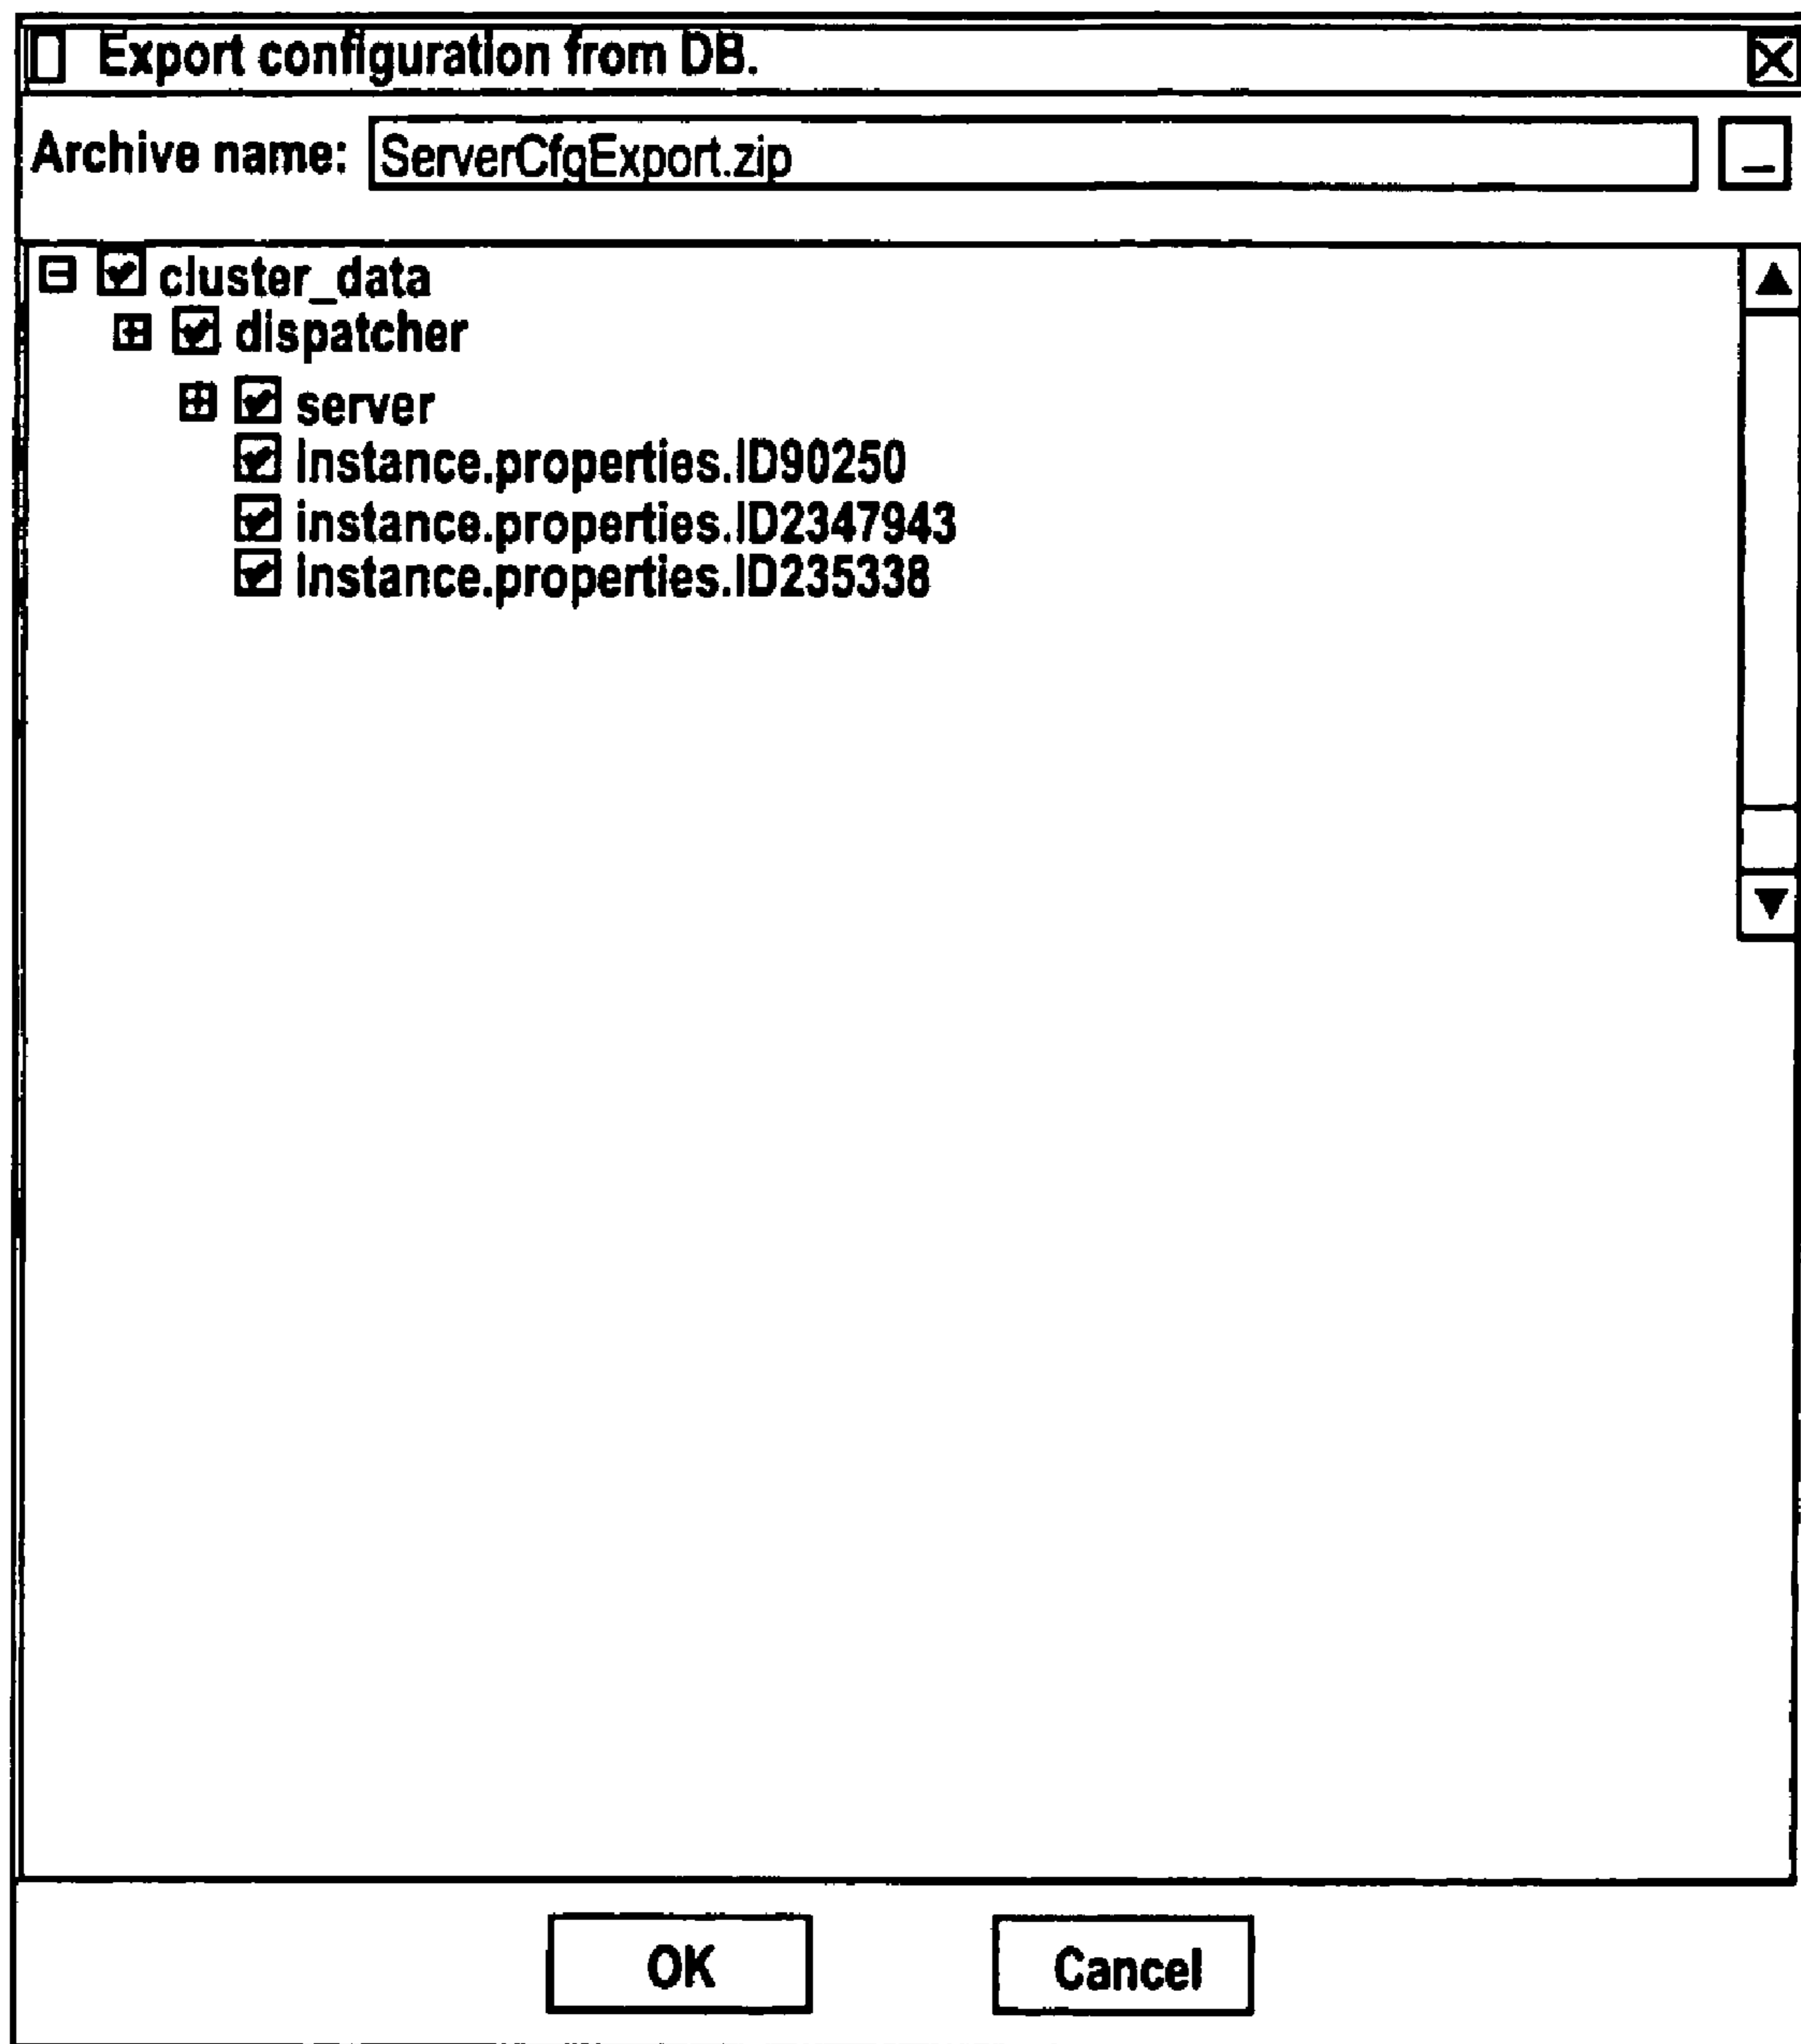 Export configuration from DB.
Archive name: ServerCfgExport.zip
cluster_data
dispatcher
server
instance.properties.ID90250
instance.properties.ID2347943
instance.properties.ID235338
OK Cancel